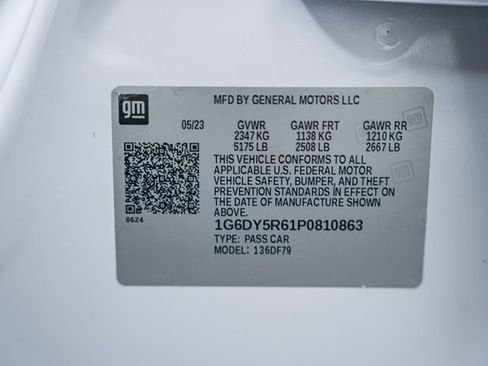 gm
MFD BY GENERAL MOTORS LLC
05/23 GVWR GAWR FRT GAWR RR
2347 KG 1138 KG 1210 KG
5175 LB 2508 LB 2667 LB
THIS VEHICLE CONFORMS TO ALL
APPLICABLE U.S. FEDERAL MOTOR
VEHICLE SAFETY, BUMPER, AND THEFT
PREVENTION STANDARDS IN EFFECT ON
THE DATE OF MANUFACTURE SHOWN
ABOVE.
8624
1G6DY5R61P0810863
TYPE: PASS CAR
MODEL: 136DF79